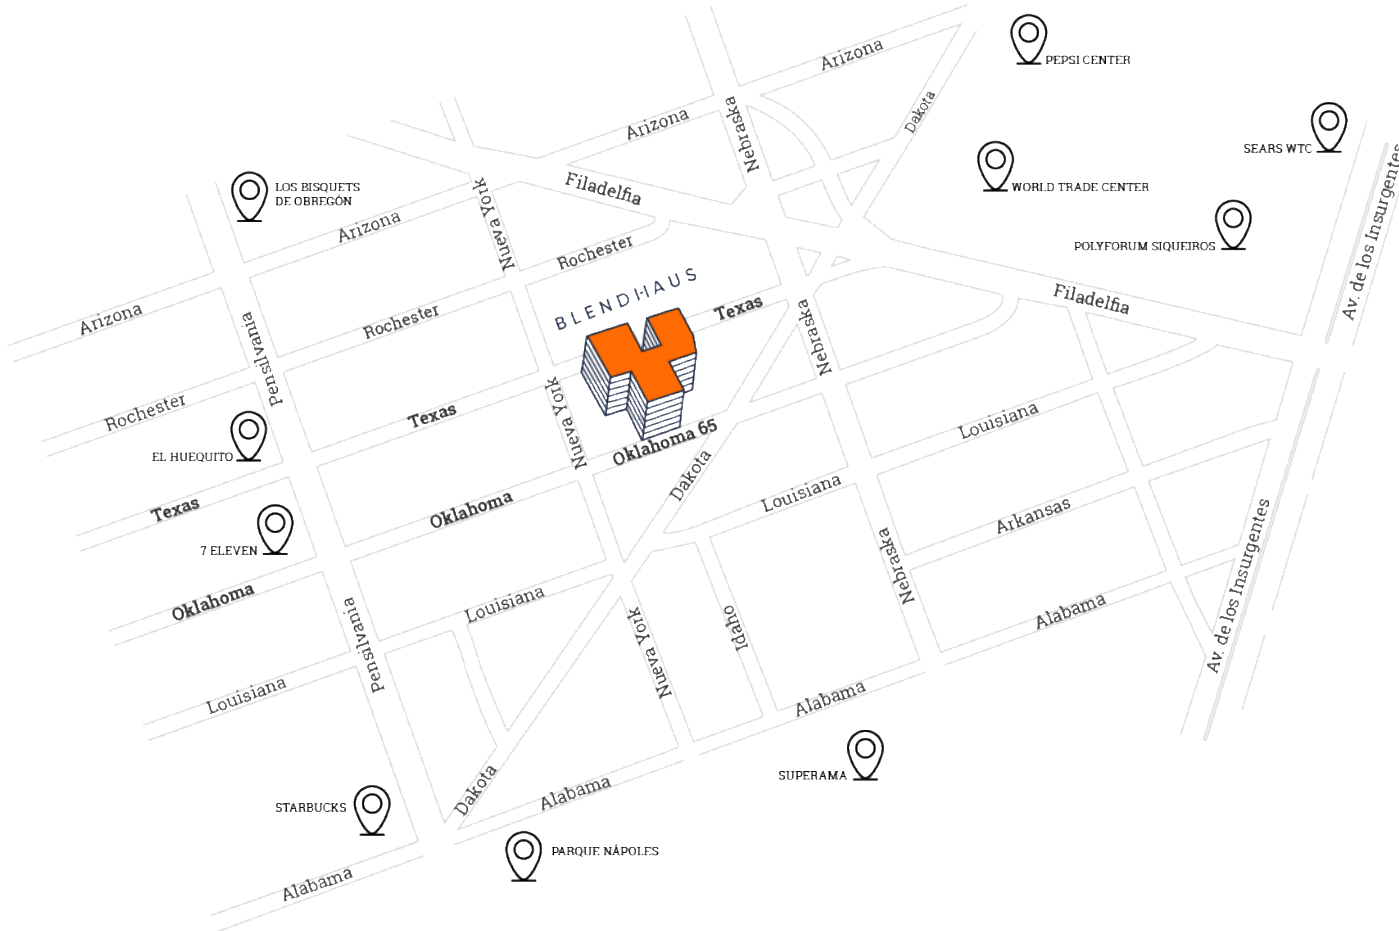 PEPSI CENTER
Arizona
Dakota
Arizona
Nebraska
SEARS WTC
WORLD TRADE CENTER
LOS BISQUETS
DE OBREGÓN
Filadelfia
Arizona
Nueva York
Rochester
POLYFORUM SIQUEIROS
Av. de los Insurgentes
BLENDHAUS
Texas
Filadelfia
Arizona
Rochester
Pensilvania
Nebraska
Rochester
Texas
Nueva York
Oklahoma 65
Louisiana
EL HUEQUITO
Dakota
Texas
Oklahoma
Louisiana
Arkansas
7 ELEVEN
Nebraska
Av. de los Insurgentes
Oklahoma
Louisiana
Pensilvania
Nueva York
Idaho
Alabama
Louisiana
Alabama
SUPERAMA
Dakota
Alabama
STARBUCKS
PARQUE NÁPOLES
Alabama